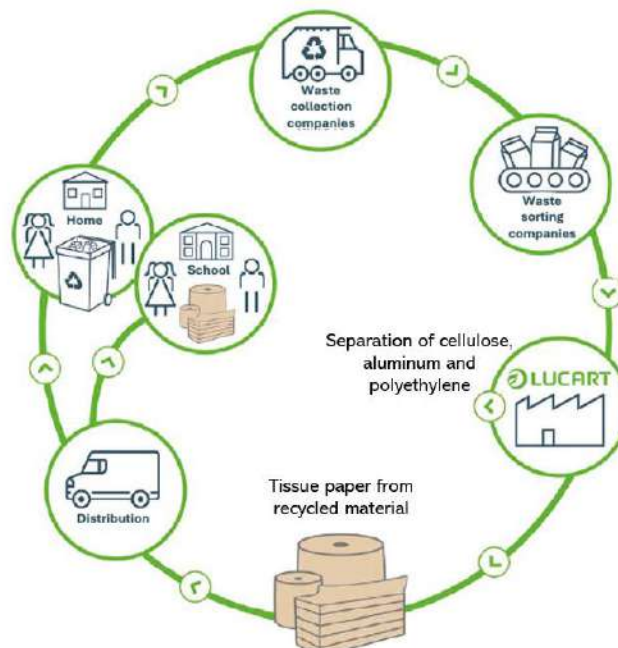 Waste
collection
companies
Waste
sorting
companies
Home
School
Separation of cellulose,
aluminum and
polyethylene
LUCART
Tissue paper from
recycled material
Distribution